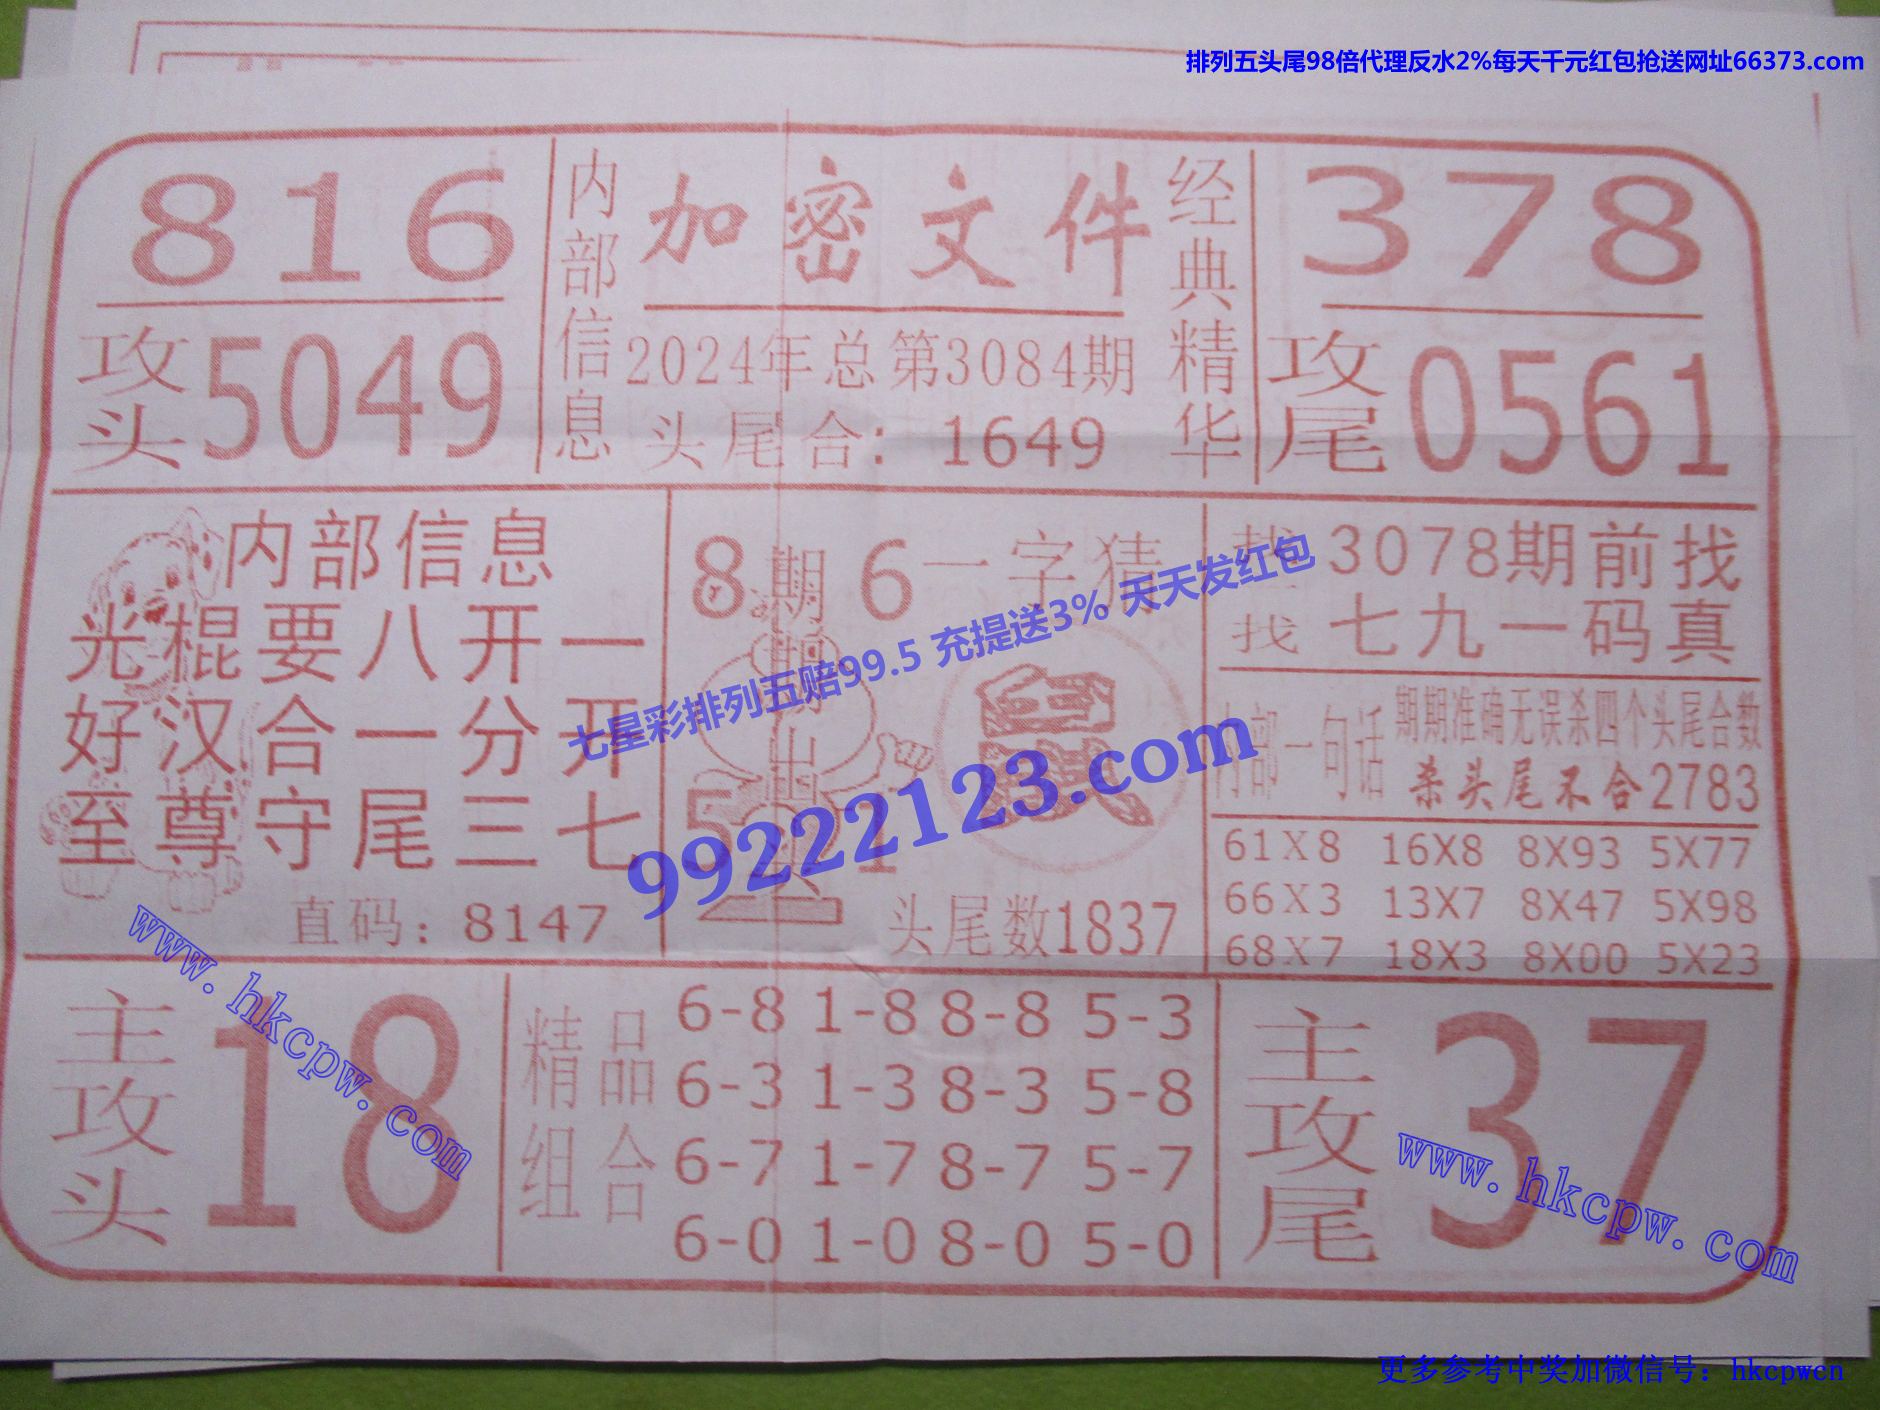 排列五头尾98倍代理反水2%每天千元红包抢送网址66373.com
816
攻头
5049
内部信息
加密文件
2024年总第3084期
头尾合：1649
经典精华
378
攻尾
0561
内部信息
光棍要八开一
好汉合一分开
至尊守尾三七
直码：8147
8 6
期期出
5 1
一字猜
头尾数1837
找
3078期前找
七九一码真
内部一句话
期期准确无误杀四个头尾合数
杀头尾不合2783
61X8 16X8 8X93 5X77
66X3 13X7 8X47 5X98
68X7 18X3 8X00 5X23
七星彩排列五赔99.5 充提送3% 天天发红包
99222123.com
主攻头
18
精品组合
6-8 1-8 8-8 5-3
6-3 1-3 8-3 5-8
6-7 1-7 8-7 5-7
6-0 1-0 8-0 5-0
主攻尾
37
www.hkcpw.com
www.hkcpw.com
更多参考中奖加微信号：hkcpwcn